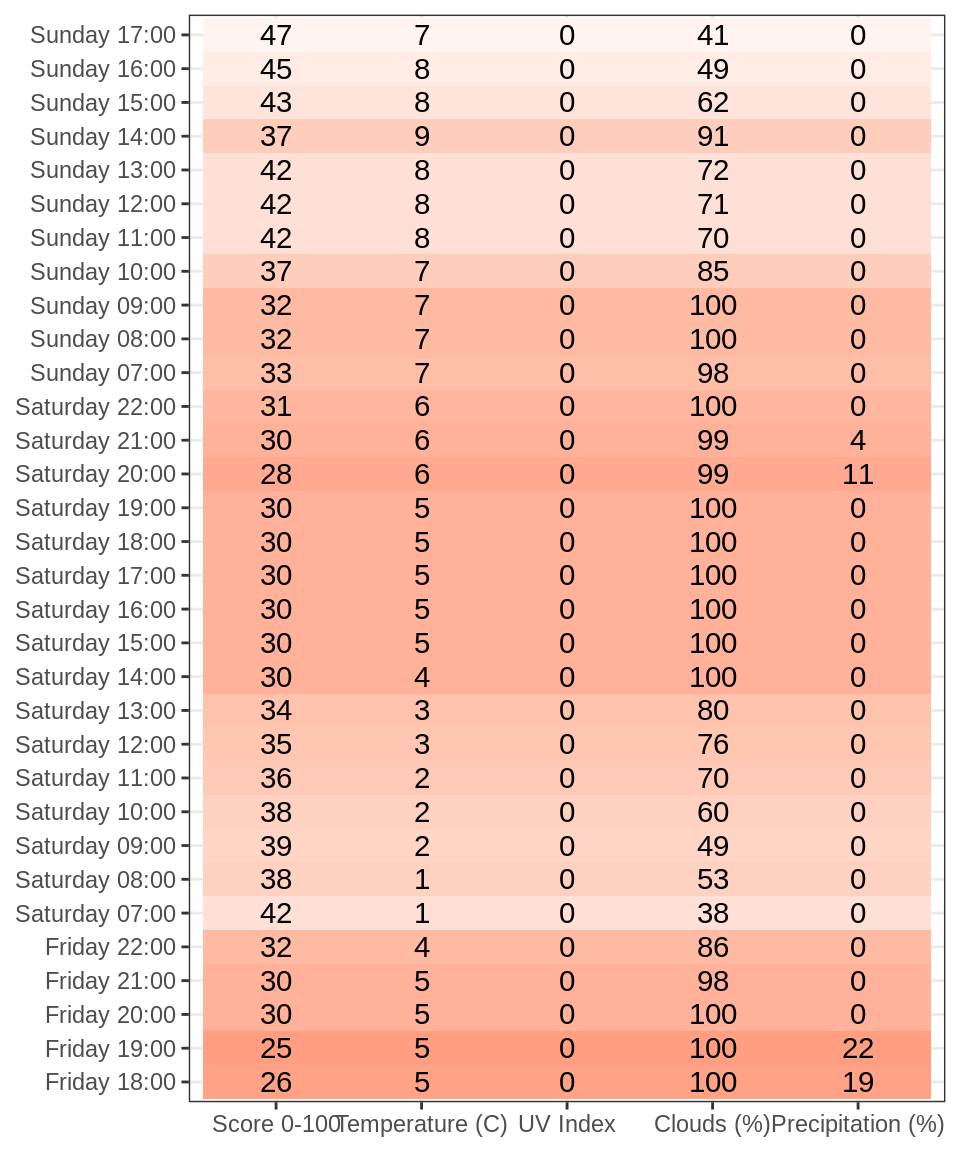 Sunday 17:00 47 7 0 41 0
Sunday 16:00 45 8 0 49 0
Sunday 15:00 43 8 0 62 0
Sunday 14:00 37 9 0 91 0
Sunday 13:00 42 8 0 72 0
Sunday 12:00 42 8 0 71 0
Sunday 11:00 42 8 0 70 0
Sunday 10:00 37 7 0 85 0
Sunday 09:00 32 7 0 100 0
Sunday 08:00 32 7 0 100 0
Sunday 07:00 33 7 0 98 0
Saturday 22:00 31 6 0 100 0
Saturday 21:00 30 6 0 99 4
Saturday 20:00 28 6 0 99 11
Saturday 19:00 30 5 0 100 0
Saturday 18:00 30 5 0 100 0
Saturday 17:00 30 5 0 100 0
Saturday 16:00 30 5 0 100 0
Saturday 15:00 30 5 0 100 0
Saturday 14:00 30 4 0 100 0
Saturday 13:00 34 3 0 80 0
Saturday 12:00 35 3 0 76 0
Saturday 11:00 36 2 0 70 0
Saturday 10:00 38 2 0 60 0
Saturday 09:00 39 2 0 49 0
Saturday 08:00 38 1 0 53 0
Saturday 07:00 42 1 0 38 0
Friday 22:00 32 4 0 86 0
Friday 21:00 30 5 0 98 0
Friday 20:00 30 5 0 100 0
Friday 19:00 25 5 0 100 22
Friday 18:00 26 5 0 100 19
Score 0-100 Temperature (C) UV Index Clouds (%) Precipitation (%)